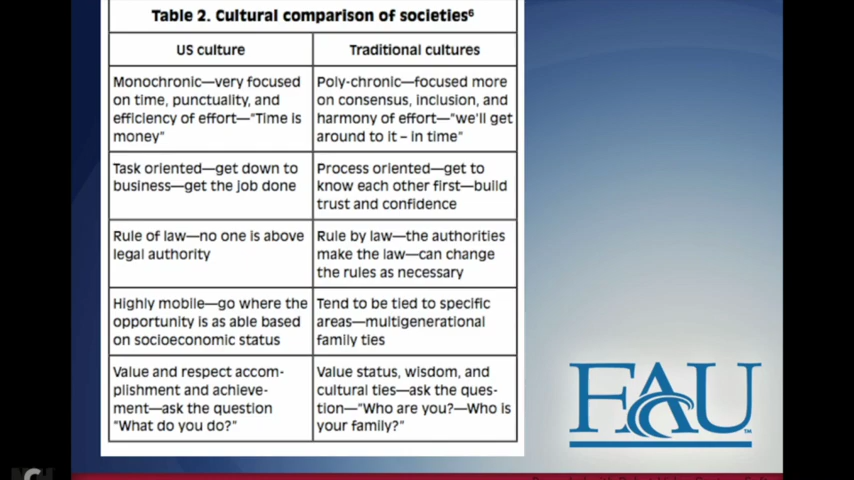 Table 2. Cultural comparison of societies⁶
US culture
Traditional cultures
Monochronic—very focused
on time, punctuality, and
efficiency of effort—"Time is
money"
Poly-chronic—focused more
on consensus, inclusion, and
harmony of effort—"we'll get
around to it – in time"
Task oriented—get down to
business—get the job done
Process oriented—get to
know each other first—build
trust and confidence
Rule of law—no one is above
legal authority
Rule by law—the authorities
make the law—can change
the rules as necessary
Highly mobile—go where the
opportunity is as able based
on socioeconomic status
Tend to be tied to specific
areas—multigenerational
family ties
Value and respect accom-
plishment and achieve-
ment—ask the question
"What do you do?"
Value status, wisdom, and
cultural ties—ask the ques-
tion—"Who are you?—Who is
your family?"
FAU
TM